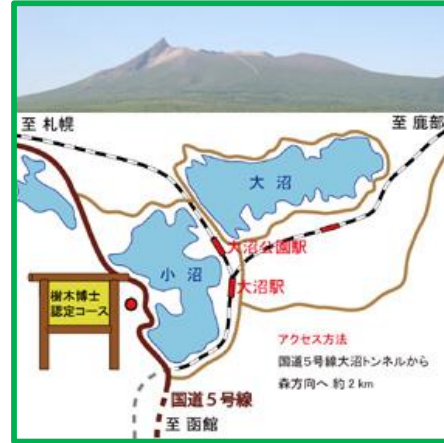 至 札幌
至 鹿部
大 沼
大沼公園駅
小 沼
大沼駅
樹木博士
認定コース
アクセス方法
国道5号線大沼トンネルから
森方向へ 約2km
国道5号線
至 函館